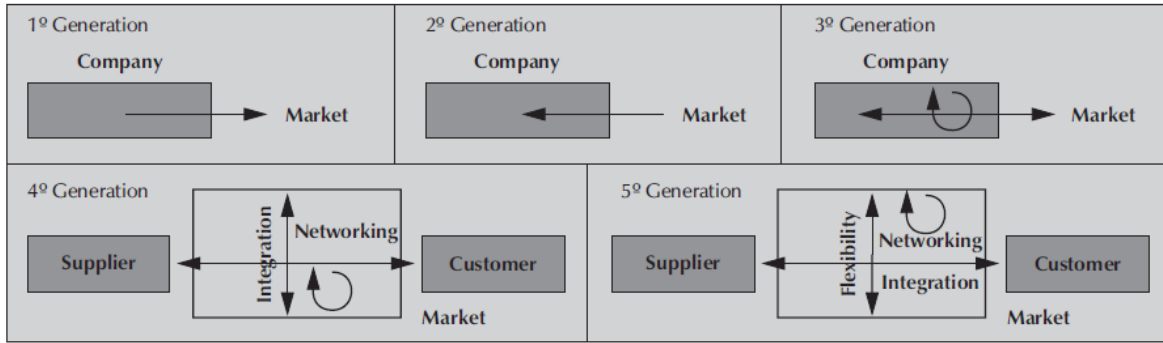 1º Generation
Company
Market
2º Generation
Company
Market
3º Generation
Company
Market
4º Generation
Supplier
Integration
Networking
Customer
Market
5º Generation
Supplier
Flexibility
Networking
Integration
Customer
Market